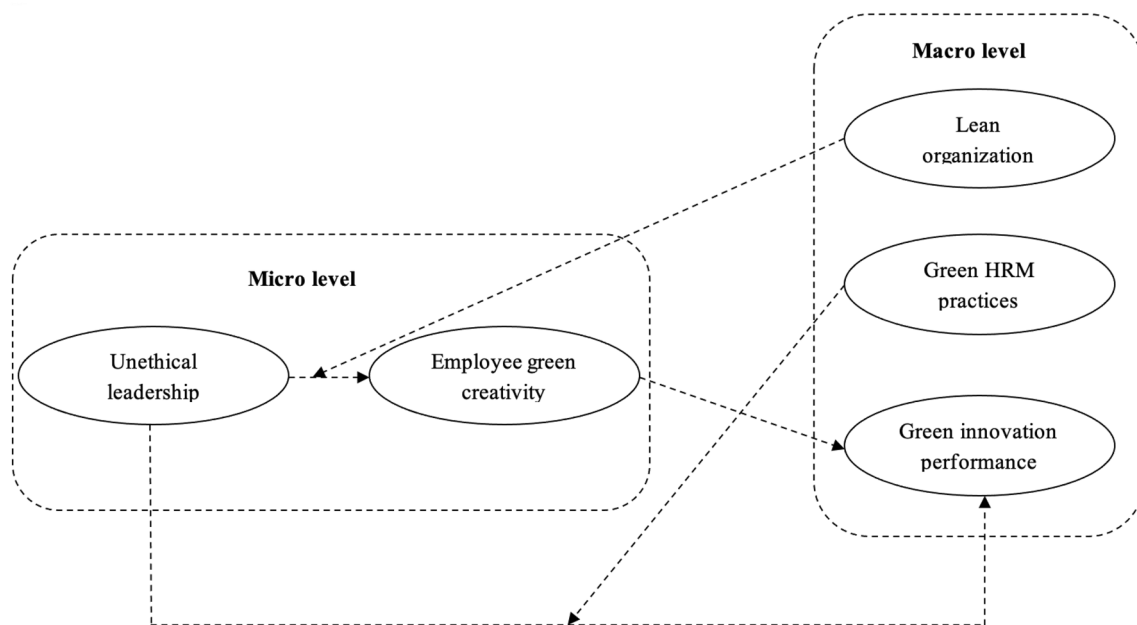 Macro level
Lean
organization
Green HRM
practices
Micro level
Unethical
leadership
Employee green
creativity
Green innovation
performance